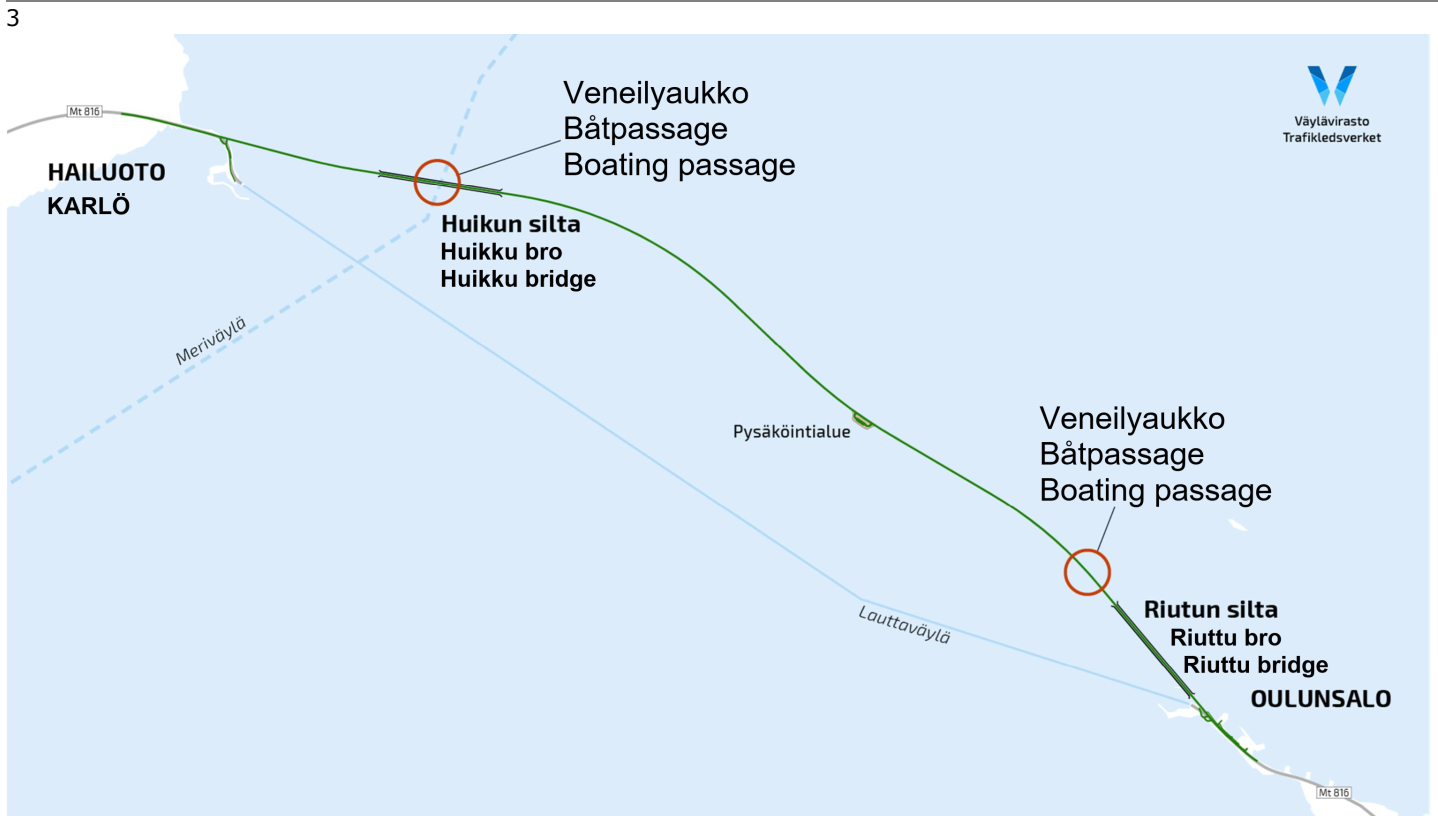 3
Väylävirasto
Trafikledsverket
Veneilyaukko
Båtpassage
Boating passage
Mt 816
HAILUOTO
KARLÖ
Huikun silta
Huikku bro
Huikku bridge
Meriväylä
Pysäköintialue
Veneilyaukko
Båtpassage
Boating passage
Lauttaväylä
Riutun silta
Riuttu bro
Riuttu bridge
OULUNSALO
Mt 816